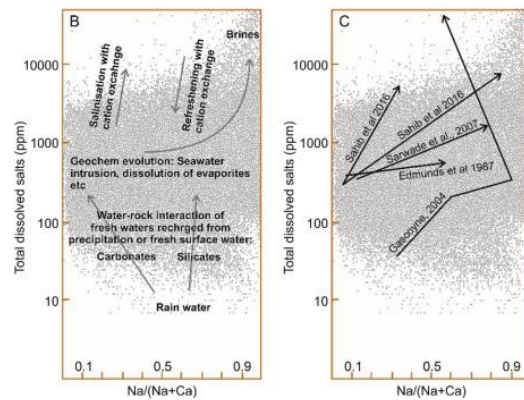 B
Brines
Salinisation with
cation excahnge
Refreshening with
cation exchange
Geochem evolution: Seawater
intrusion, dissolution of evaporites
etc
Water-rock interaction of
fresh waters rechrged from
precipitation or fresh surface water:
Carbonates
Silicates
Rain water
Total dissolved salts (ppm)
10000
1000
100
10
0.1
0.5
0.9
Na/(Na+Ca)
C
Sahib et al 2016
Sahib et al 2016
Sarwade et al., 2007
Edmunds et al 1987
Gascoyne, 2004
Total dissolved salts (ppm)
10000
1000
100
10
0.1
0.5
0.9
Na/(Na+Ca)